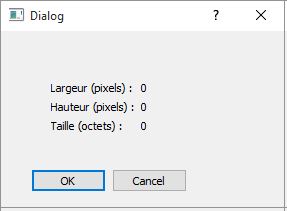 Dialog ?
Largeur (pixels) : 0
Hauteur (pixels) : 0
Taille (octets) : 0
OK Cancel